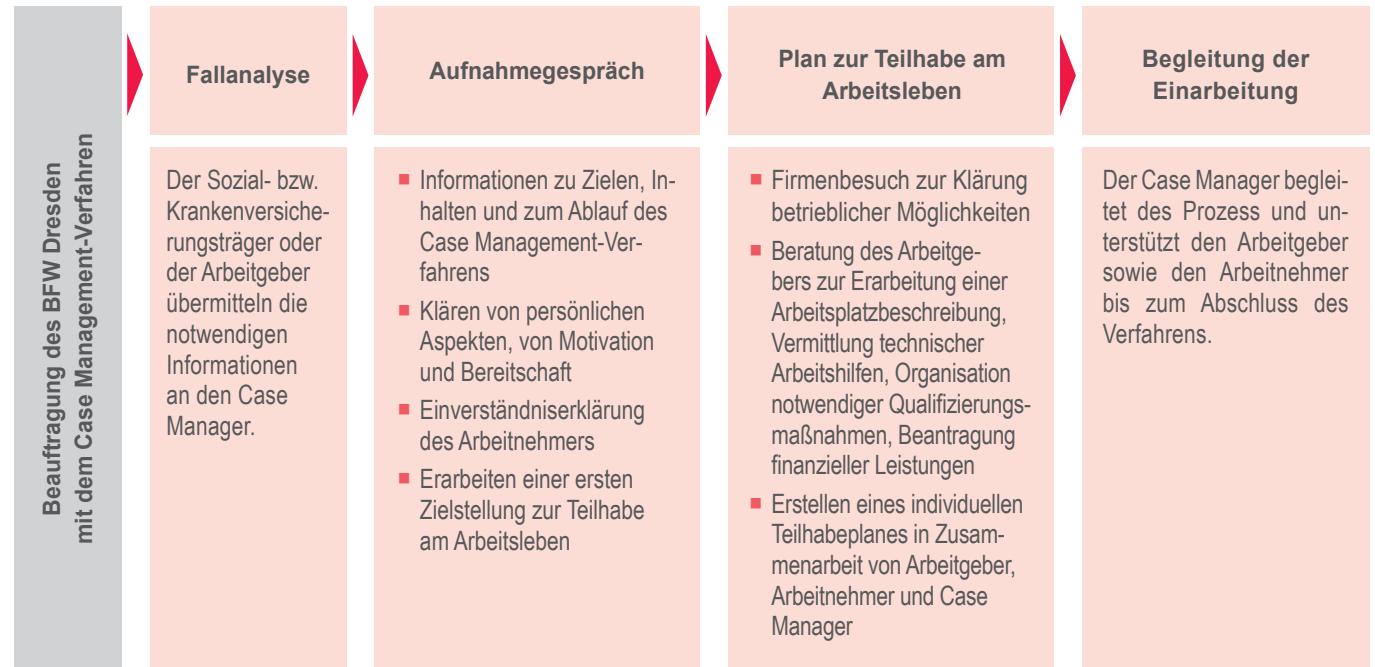 Beauftragung des BFW Dresden
mit dem Case Management-Verfahren
Fallanalyse
Der Sozial- bzw.
Krankenversiche-
rungsträger oder
der Arbeitgeber
übermitteln die
notwendigen
Informationen
an den Case
Manager.
Aufnahmegespräch
■ Informationen zu Zielen, In-
halten und zum Ablauf des
Case Management-Ver-
fahrens
■ Klären von persönlichen
Aspekten, von Motivation
und Bereitschaft
■ Einverständniserklärung
des Arbeitnehmers
■ Erarbeiten einer ersten
Zielstellung zur Teilhabe
am Arbeitsleben
Plan zur Teilhabe am
Arbeitsleben
■ Firmenbesuch zur Klärung
betrieblicher Möglichkeiten
■ Beratung des Arbeitge-
bers zur Erarbeitung einer
Arbeitsplatzbeschreibung,
Vermittlung technischer
Arbeitshilfen, Organisation
notwendiger Qualifizierungs-
maßnahmen, Beantragung
finanzieller Leistungen
■ Erstellen eines individuellen
Teilhabeplanes in Zusam-
menarbeit von Arbeitgeber,
Arbeitnehmer und Case
Manager
Begleitung der
Einarbeitung
Der Case Manager beglei-
tet des Prozess und un-
terstützt den Arbeitgeber
sowie den Arbeitnehmer
bis zum Abschluss des
Verfahrens.